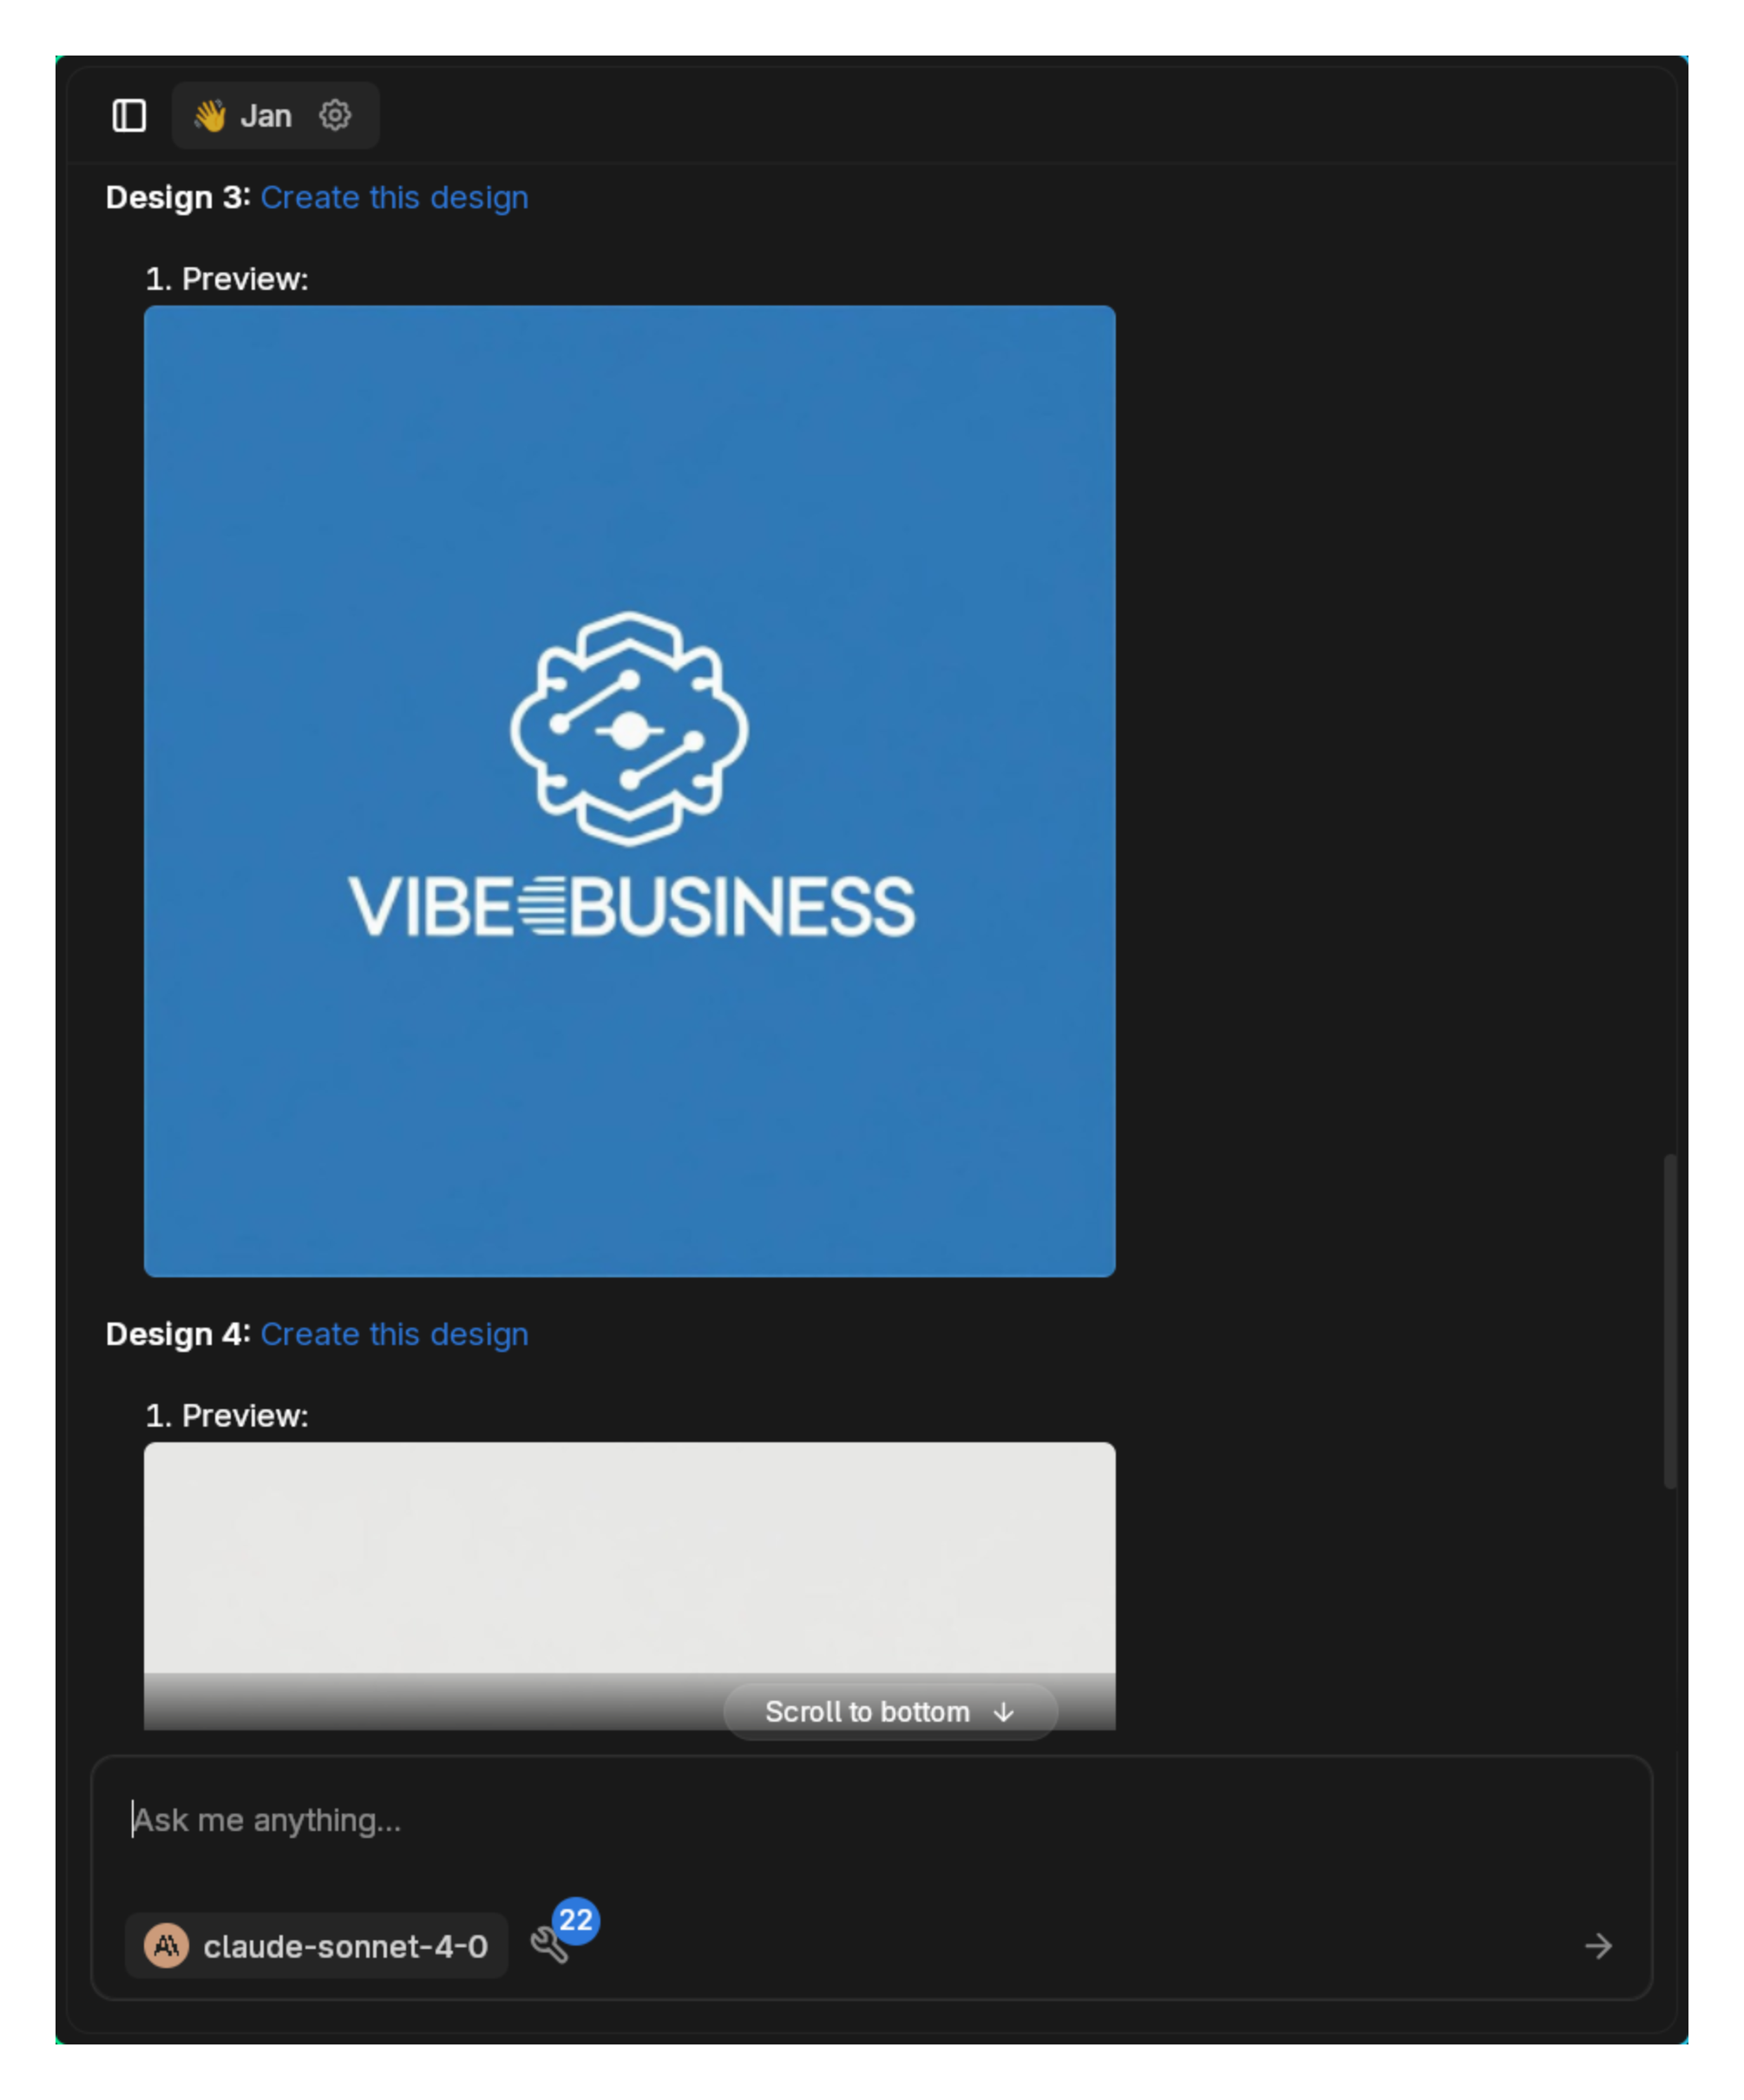 👋 Jan
Design 3: Create this design
1. Preview:
VIBE BUSINESS
Design 4: Create this design
1. Preview:
Scroll to bottom ↓
Ask me anything...
claude-sonnet-4-0
22